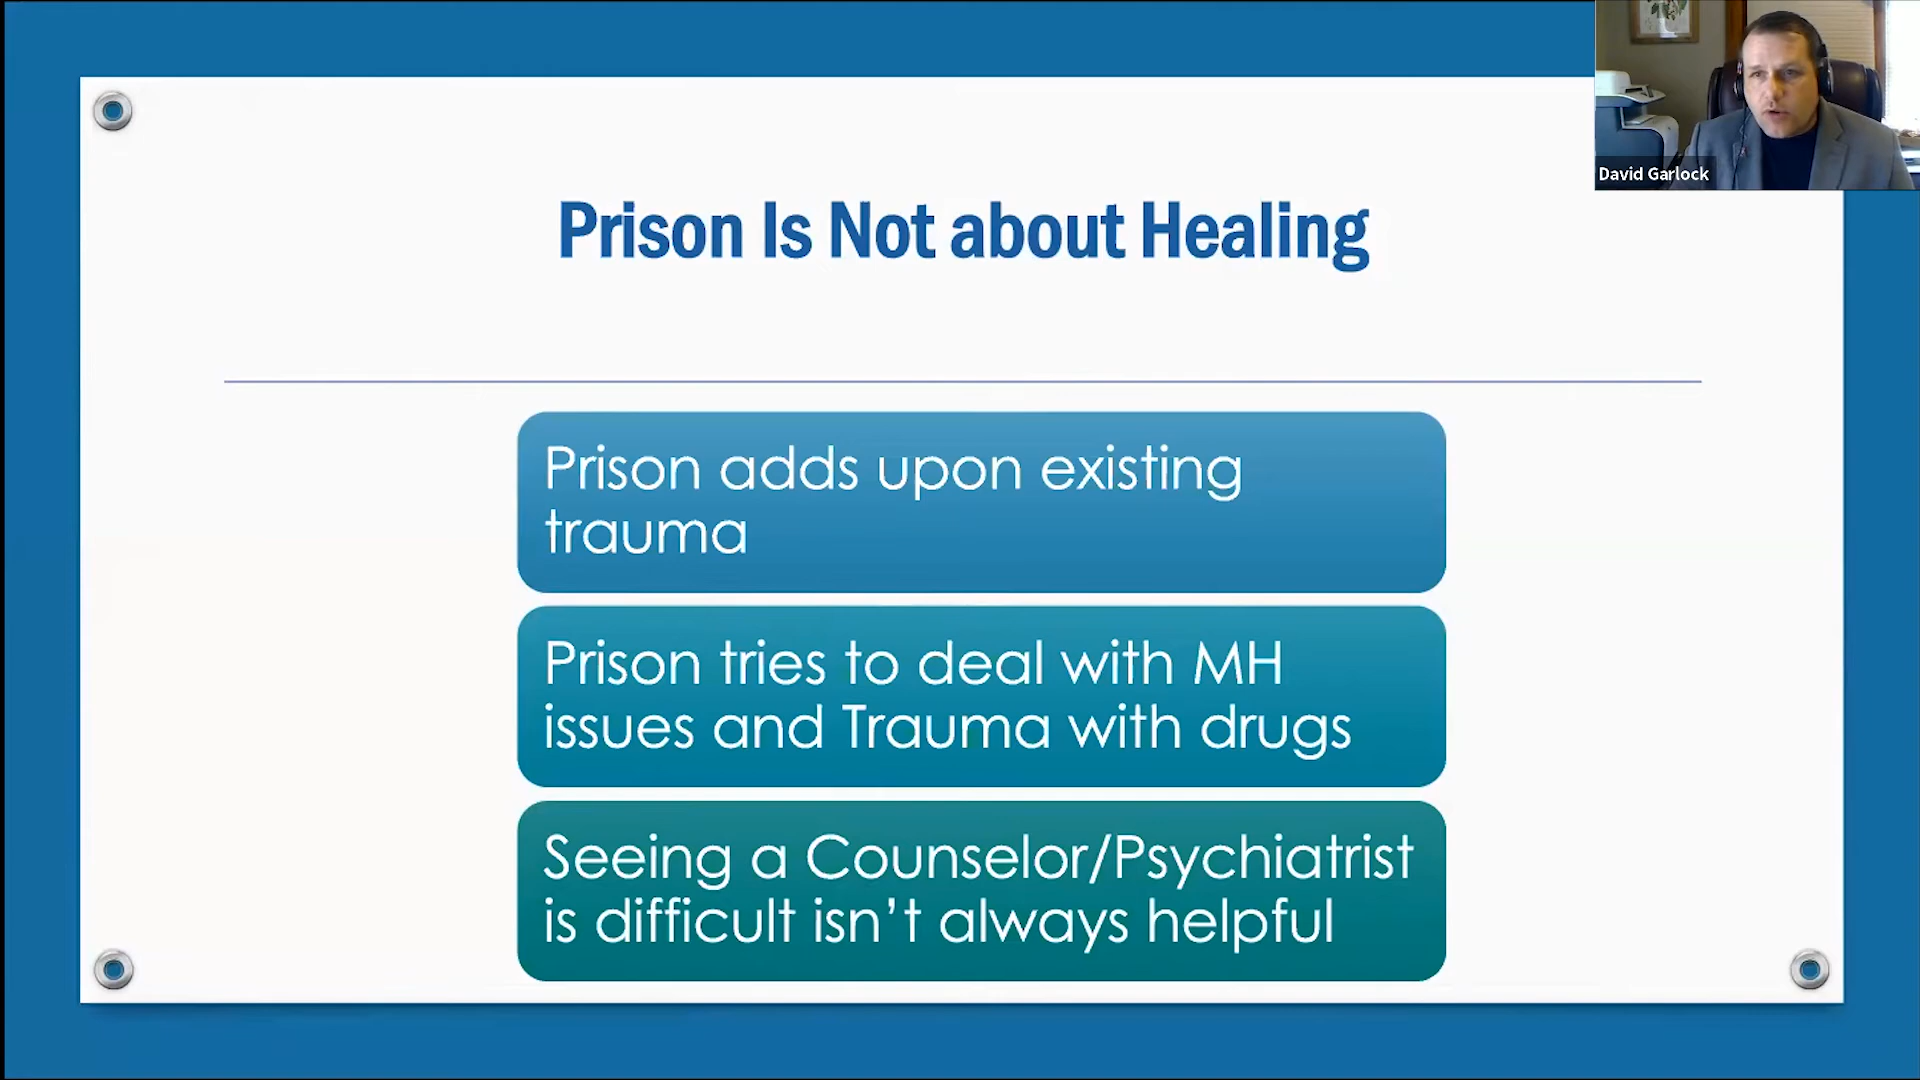 David Garlock
Prison Is Not about Healing
Prison adds upon existing
trauma
Prison tries to deal with MH
issues and Trauma with drugs
Seeing a Counselor/Psychiatrist
is difficult isn’t always helpful